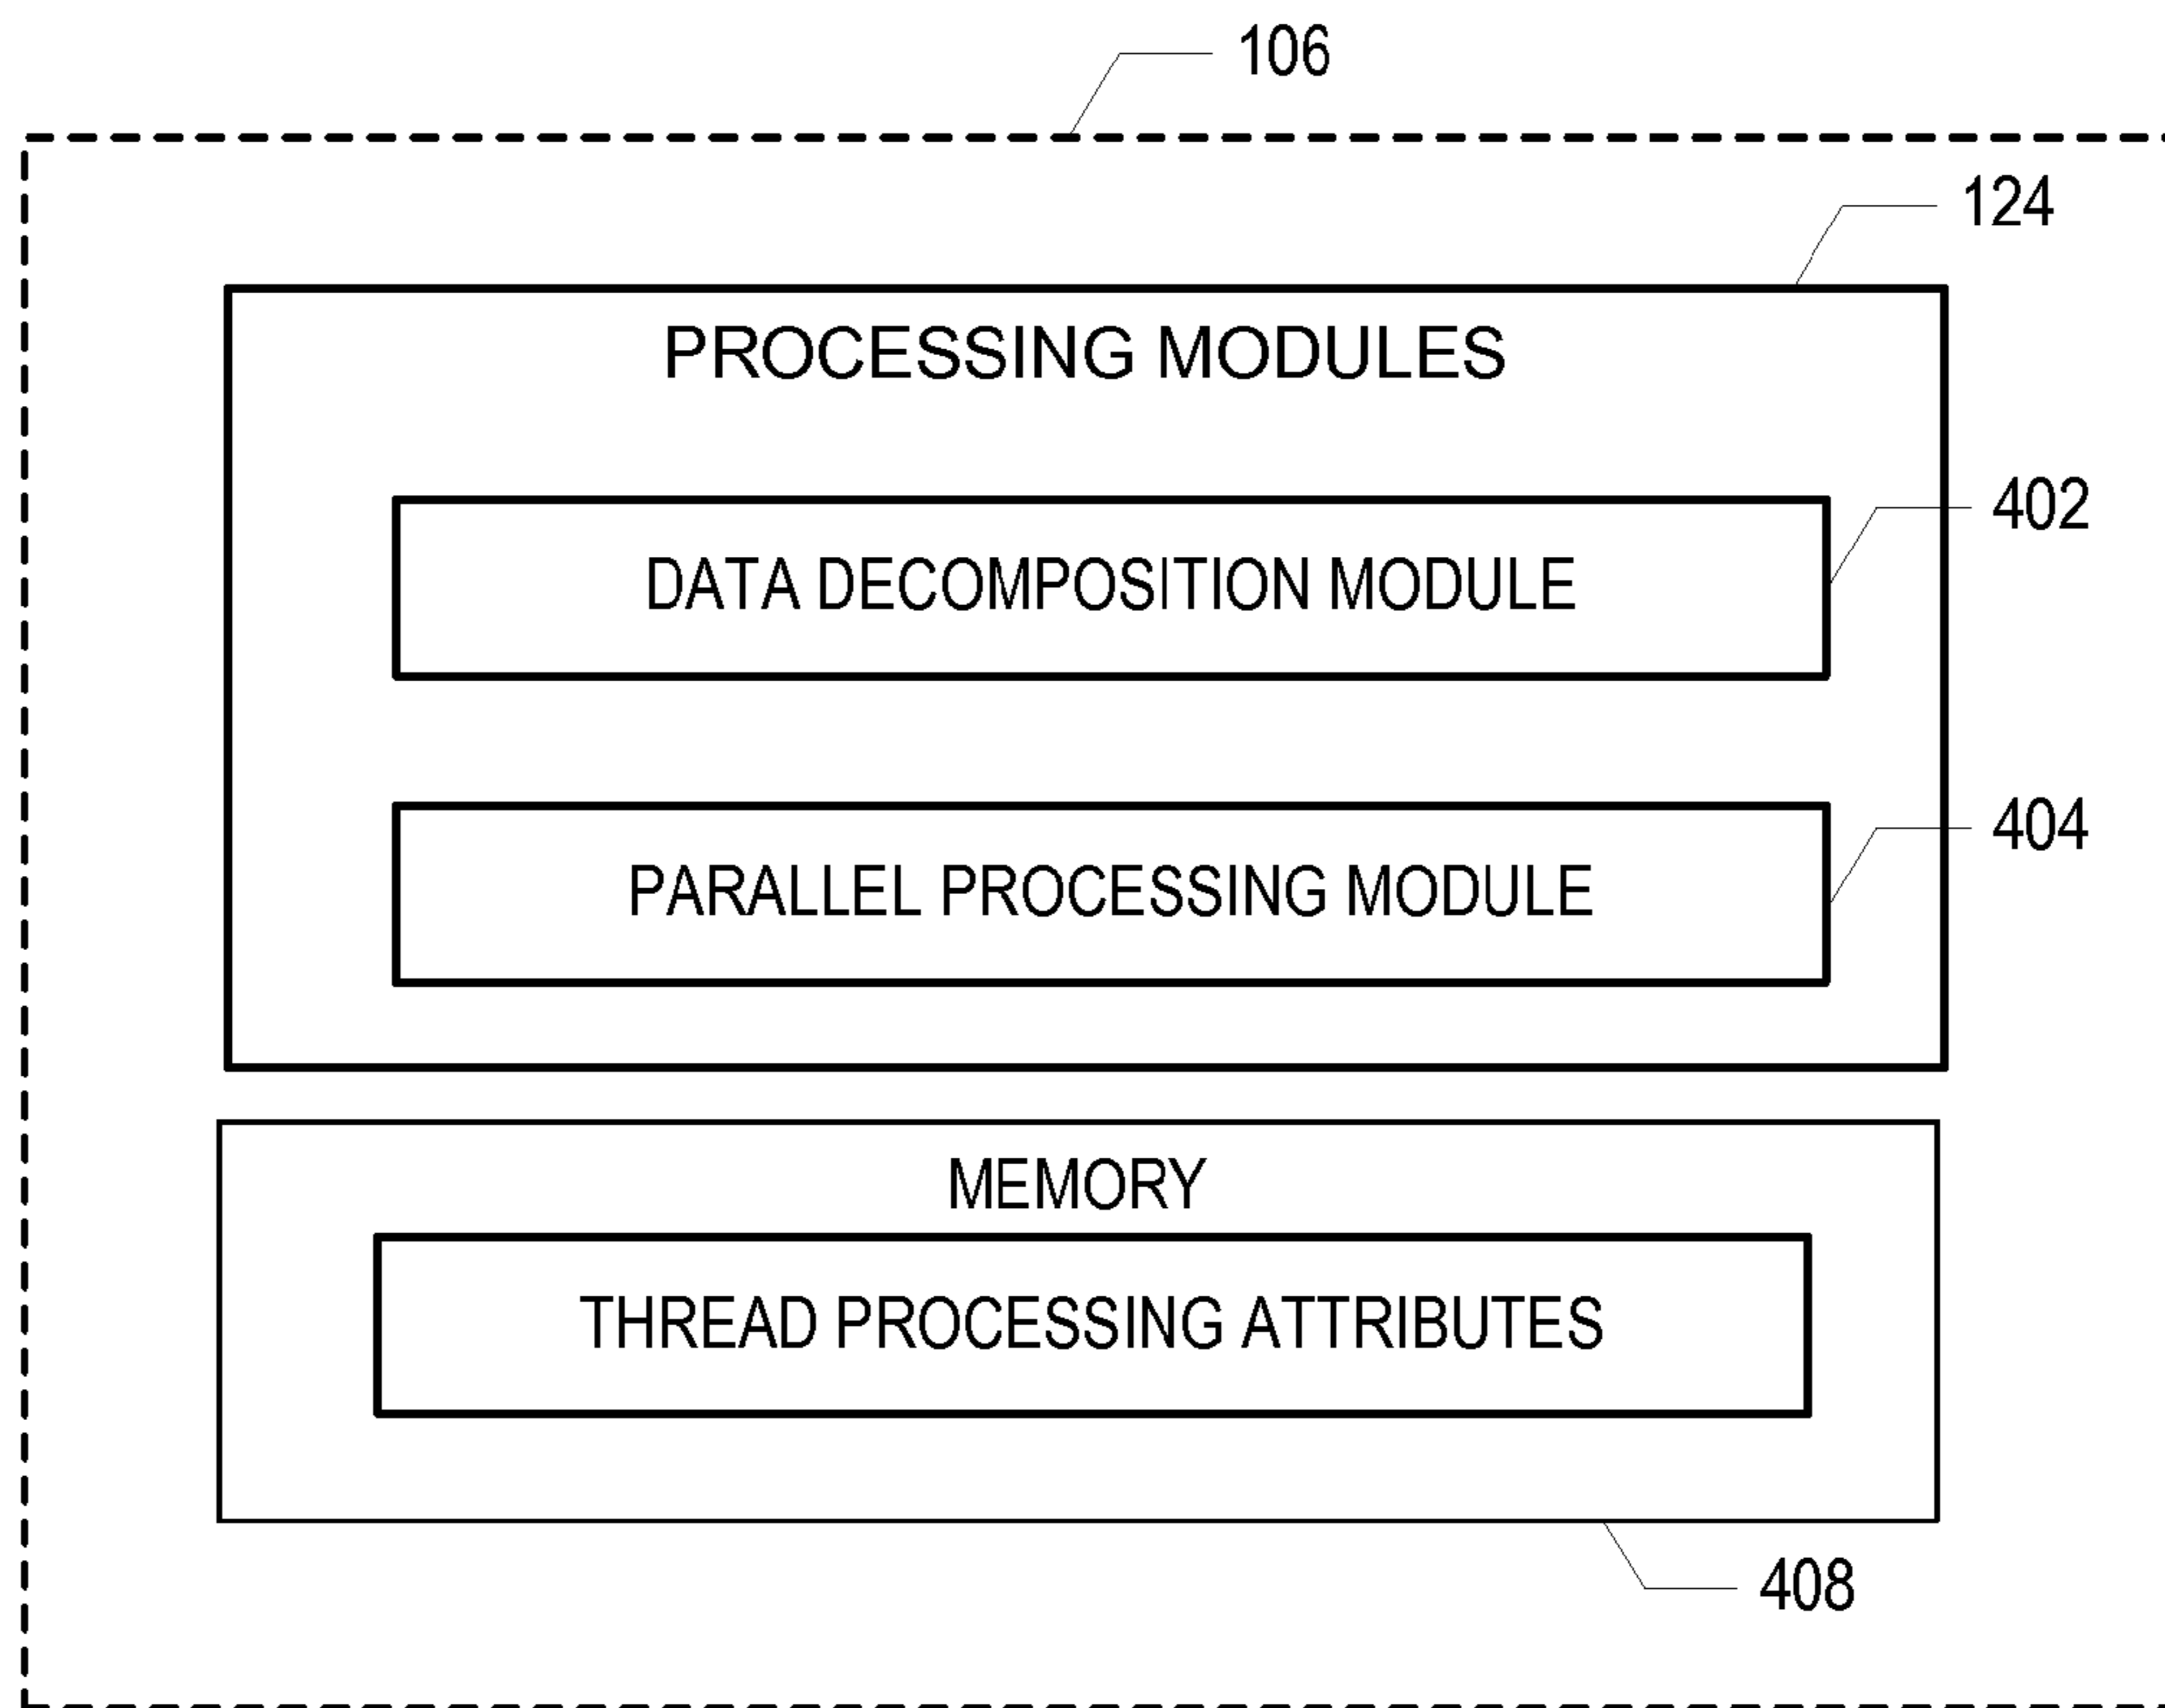 106
124
PROCESSING MODULES
402
DATA DECOMPOSITION MODULE
404
PARALLEL PROCESSING MODULE
MEMORY
THREAD PROCESSING ATTRIBUTES
408